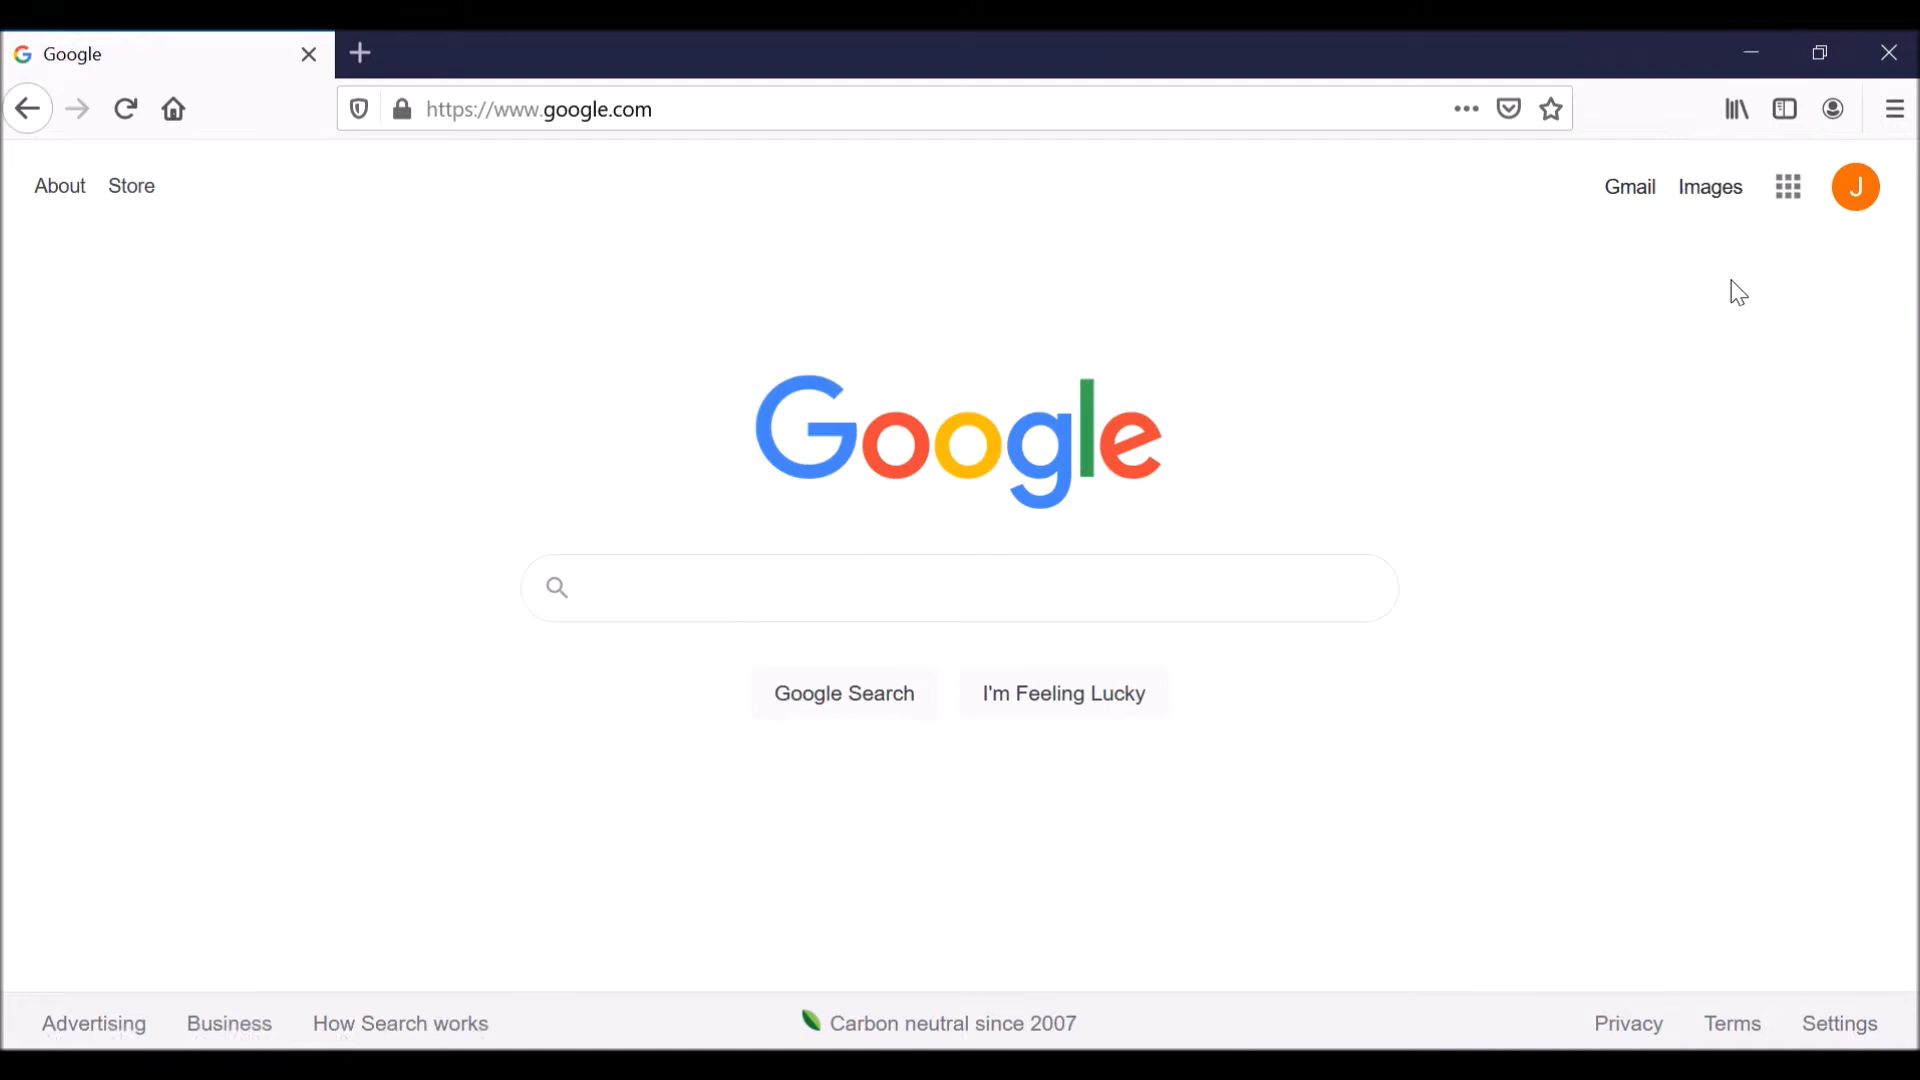 Google
https://www.google.com
About Store
Gmail Images J
Google
Google Search I'm Feeling Lucky
Advertising Business How Search works Carbon neutral since 2007 Privacy Terms Settings